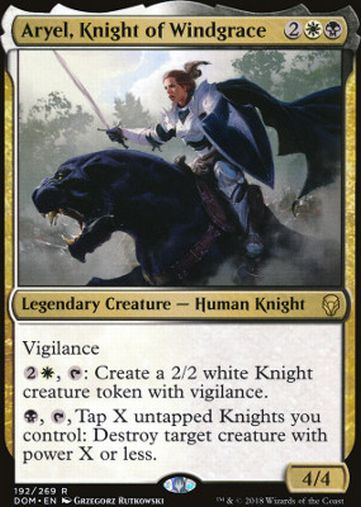 Aryel, Knight of Windgrace 2
Legendary Creature — Human Knight
Vigilance
2, : Create a 2/2 white Knight
creature token with vigilance.
, , Tap X untapped Knights you
control: Destroy target creature with
power X or less.
4/4
192/269 R
DOM • EN GRZEGORZ RUTKOWSKI
™ & © 2018 Wizards of the Coast